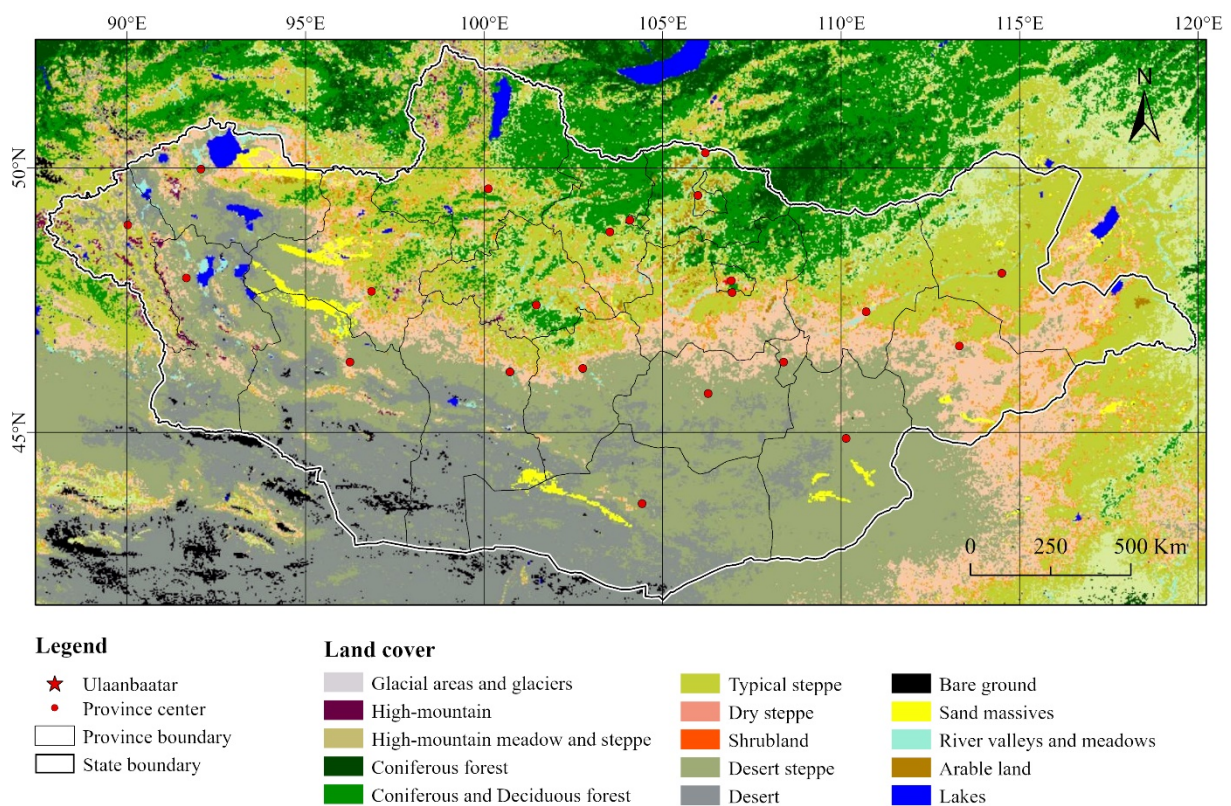 90°E 95°E 100°E 105°E 110°E 115°E 120°E
N
50°N
45°N
0 250 500 Km
Legend
Ulaanbaatar
Province center
Province boundary
State boundary
Land cover
Glacial areas and glaciers
High-mountain
High-mountain meadow and steppe
Coniferous forest
Coniferous and Deciduous forest
Typical steppe
Dry steppe
Shrubland
Desert steppe
Desert
Bare ground
Sand massives
River valleys and meadows
Arable land
Lakes